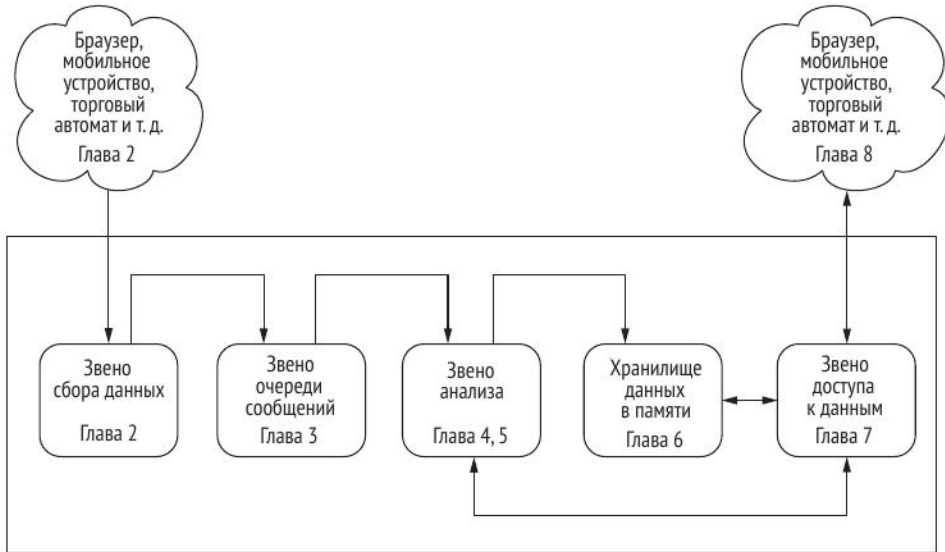 Браузер,
мобильное
устройство,
торговый
автомат и т. д.
Глава 2
Браузер,
мобильное
устройство,
торговый
автомат и т. д.
Глава 8
Звено
сбора данных
Глава 2
Звено
очереди
сообщений
Глава 3
Звено
анализа
Глава 4, 5
Хранилище
данных
в памяти
Глава 6
Звено
доступа
к данным
Глава 7